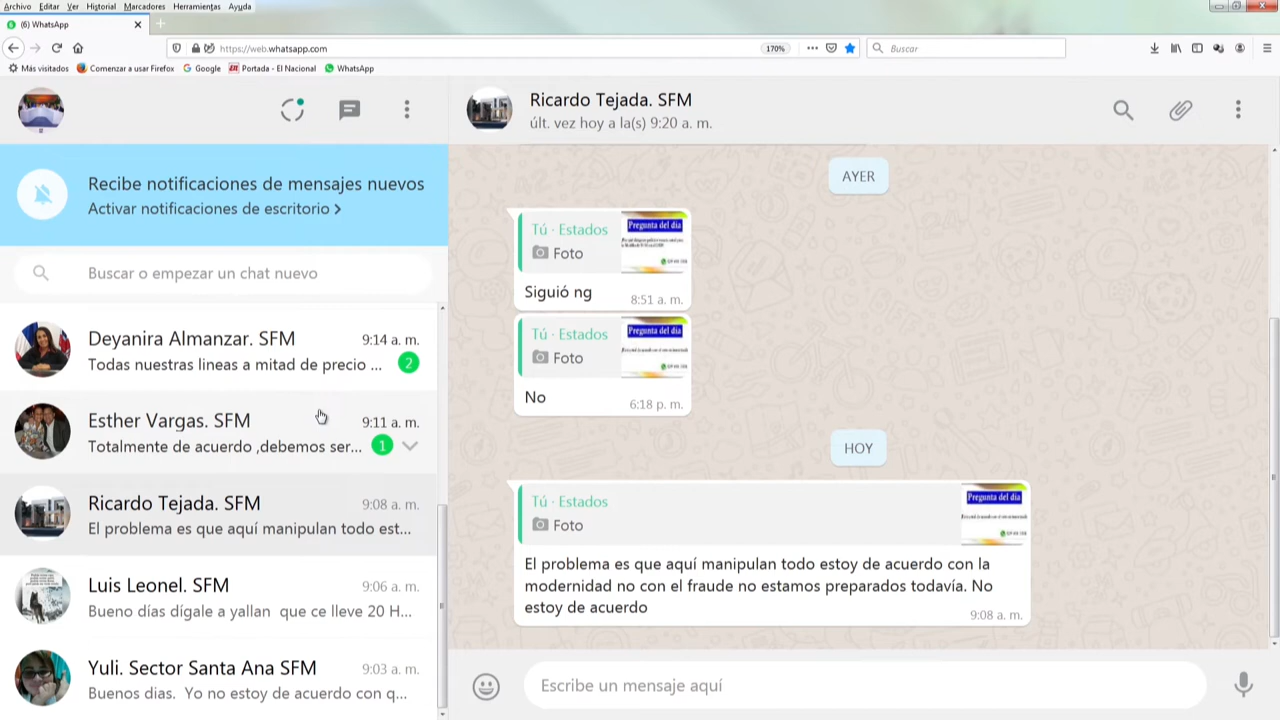 Archivo Editar Ver Historial Marcadores Herramientas Ayuda
(6) WhatsApp
https://web.whatsapp.com
170%
Buscar
Más visitados Comenzar a usar Firefox Google Portada - El Nacional WhatsApp
Recibe notificaciones de mensajes nuevos
Activar notificaciones de escritorio >
Buscar o empezar un chat nuevo
Deyanira Almanzar. SFM 9:14 a. m.
Todas nuestras lineas a mitad de precio ... 2
Esther Vargas. SFM 9:11 a. m.
Totalmente de acuerdo ,debemos ser... 1
Ricardo Tejada. SFM 9:08 a. m.
El problema es que aquí manipulan todo est...
Luis Leonel. SFM 9:06 a. m.
Bueno días dígale a yallan que ce lleve 20 H...
Yuli. Sector Santa Ana SFM 9:03 a. m.
Buenos dias. Yo no estoy de acuerdo con q...
Ricardo Tejada. SFM
últ. vez hoy a la(s) 9:20 a. m.
AYER
Tú · Estados
Foto
Pregunta del día
Siguió ng
8:51 a. m.
Tú · Estados
Foto
Pregunta del día
No
6:18 p. m.
HOY
Tú · Estados
Foto
Pregunta del día
El problema es que aquí manipulan todo estoy de acuerdo con la
modernidad no con el fraude no estamos preparados todavía. No
estoy de acuerdo
9:08 a. m.
Escribe un mensaje aquí